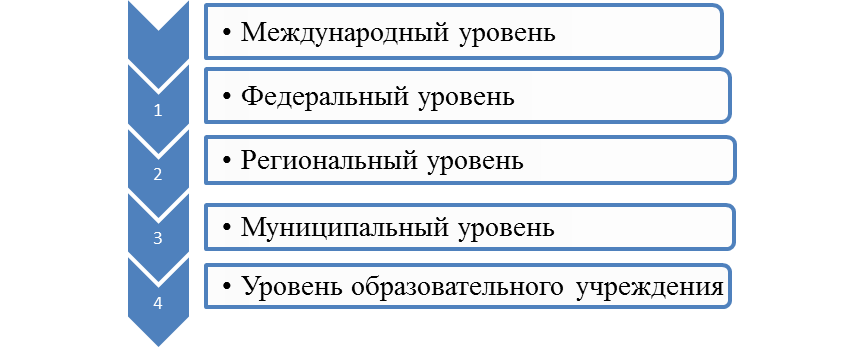 • Международный уровень
1
• Федеральный уровень
2
• Региональный уровень
3
• Муниципальный уровень
4
• Уровень образовательного учреждения